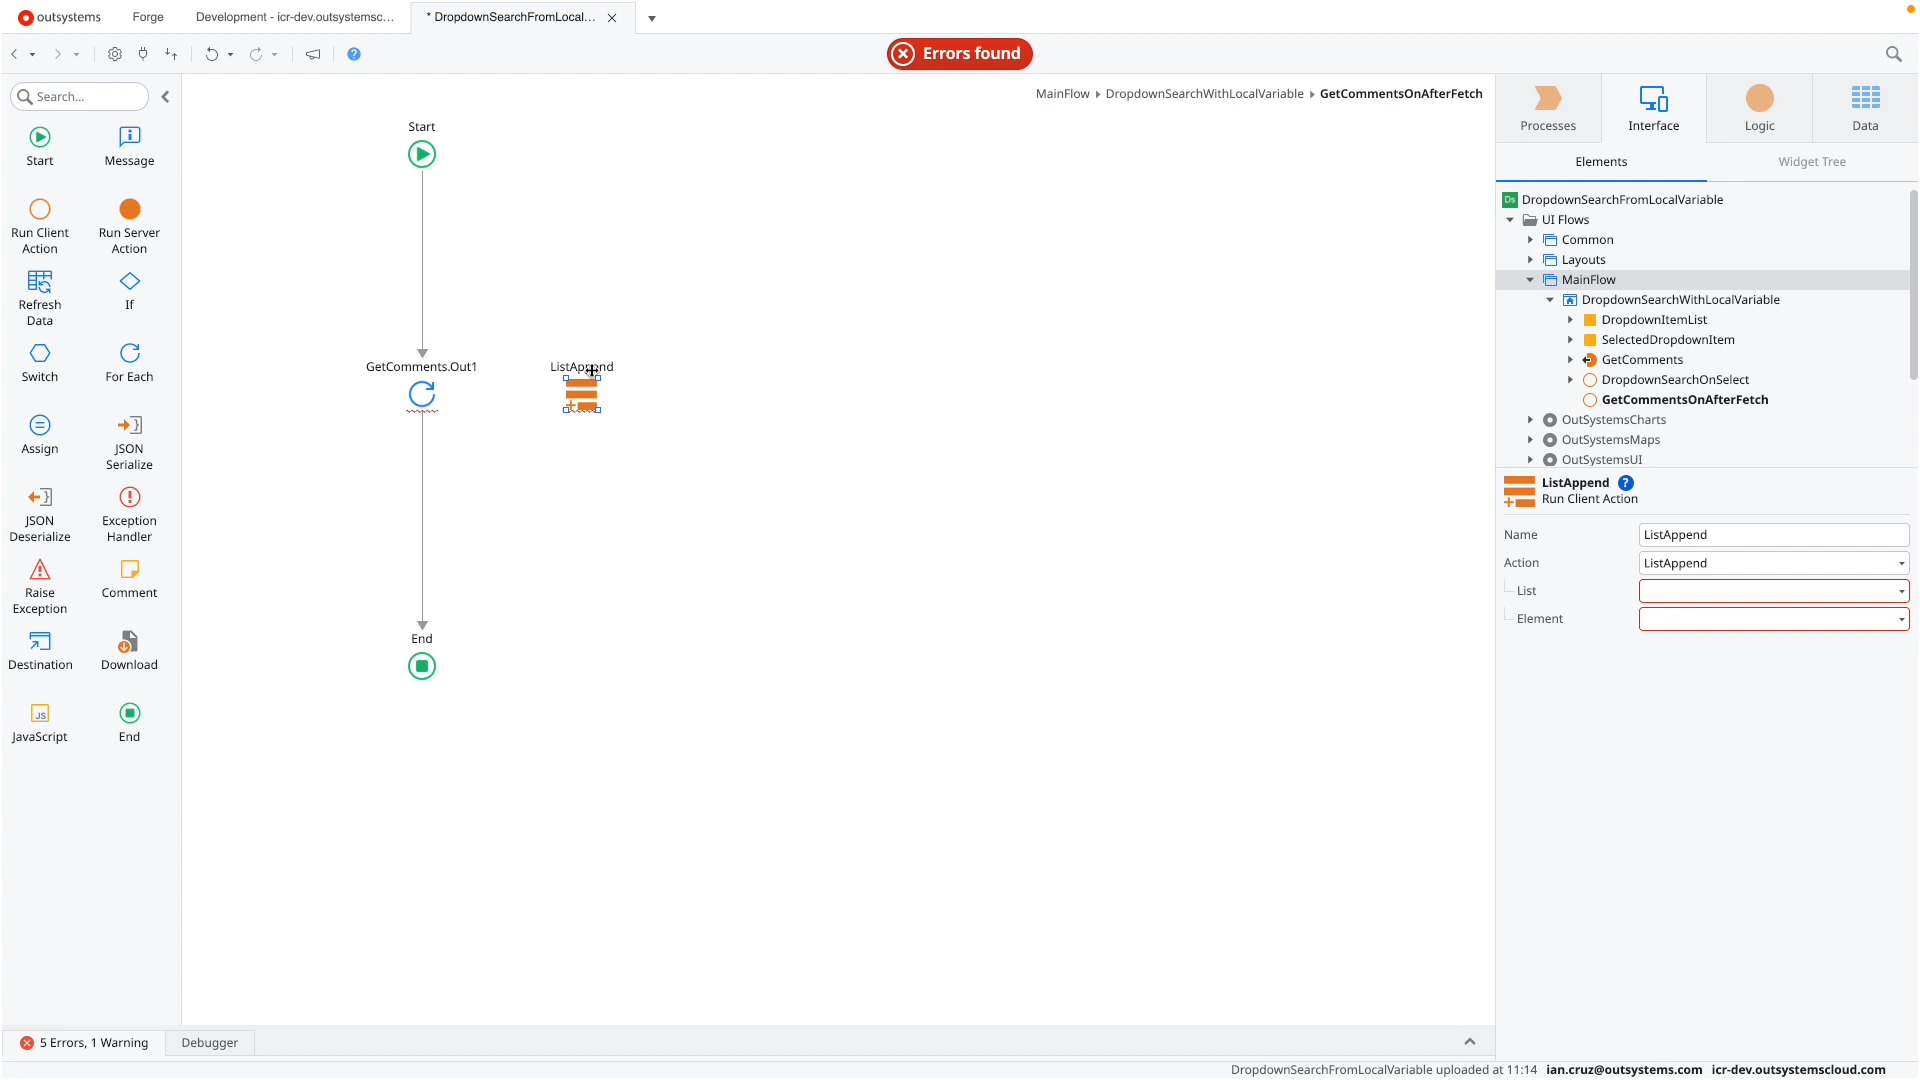 outsystems
Forge
Development - icr-dev.outsystemsc...
* DropdownSearchFromLocal...
Errors found
Search...
Start
Message
Run Client Action
Run Server Action
Refresh Data
If
Switch
For Each
Assign
JSON Serialize
JSON Deserialize
Exception Handler
Raise Exception
Comment
Destination
Download
JS
JavaScript
End
MainFlow
DropdownSearchWithLocalVariable
GetCommentsOnAfterFetch
Start
GetComments.Out1
ListAppend
End
Processes
Interface
Logic
Data
Elements
Widget Tree
Ds
DropdownSearchFromLocalVariable
UI Flows
Common
Layouts
MainFlow
DropdownSearchWithLocalVariable
DropdownItemList
SelectedDropdownItem
GetComments
DropdownSearchOnSelect
GetCommentsOnAfterFetch
OutSystemsCharts
OutSystemsMaps
OutSystemsUI
ListAppend
Run Client Action
Name
ListAppend
Action
ListAppend
List
Element
5 Errors, 1 Warning
Debugger
DropdownSearchFromLocalVariable uploaded at 11:14
ian.cruz@outsystems.com
icr-dev.outsystemscloud.com